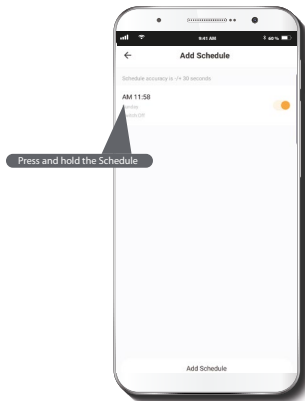 9:41 AM
60%
Add Schedule
Schedule accuracy is -/+ 30 seconds
AM 11:58
Press and hold the Schedule
Add Schedule